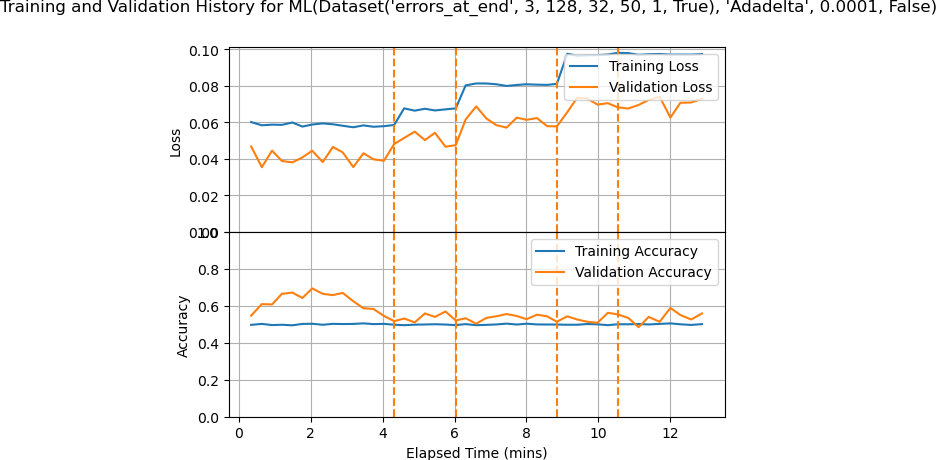 Training and Validation History for ML(Dataset('errors_at_end', 3, 128, 32, 50, 1, True), 'Adadelta', 0.0001, False)
0.10
0.08
0.06
0.04
0.02
0.00
Loss
Training Loss
Validation Loss
1.0
0.8
0.6
0.4
0.2
0.0
Accuracy
Training Accuracy
Validation Accuracy
0 2 4 6 8 10 12
Elapsed Time (mins)